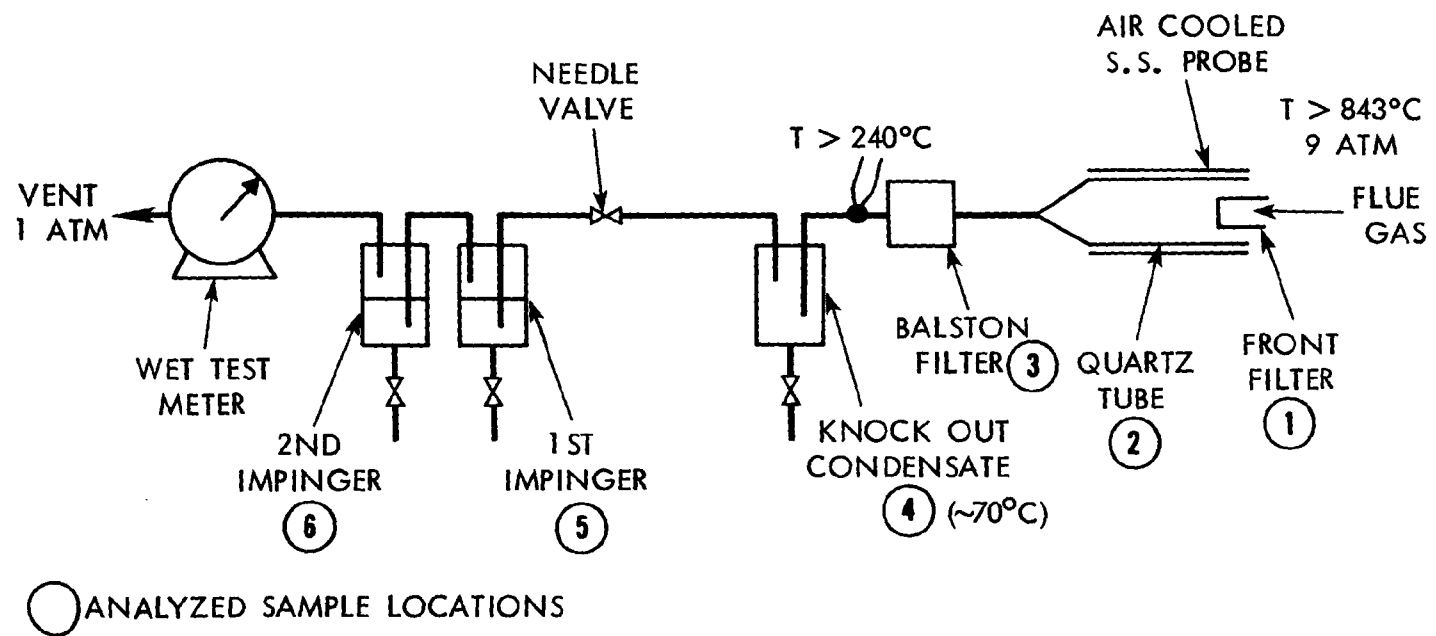 AIR COOLED
S.S. PROBE
NEEDLE
VALVE
T > 843°C
9 ATM
T > 240°C
VENT
1 ATM
FLUE
GAS
WET TEST
METER
2ND
IMPINGER
6
1ST
IMPINGER
5
KNOCK OUT
CONDENSATE
4 (~70°C)
BALSTON
FILTER 3
QUARTZ
TUBE
2
FRONT
FILTER
1
ANALYZED SAMPLE LOCATIONS